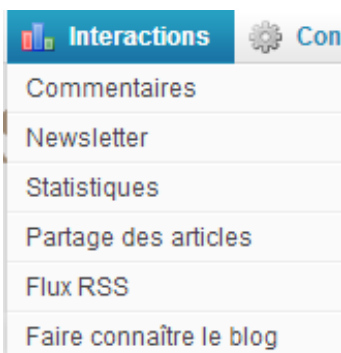 Interactions Con
Commentaires
Newsletter
Statistiques
Partage des articles
Flux RSS
Faire connaître le blog